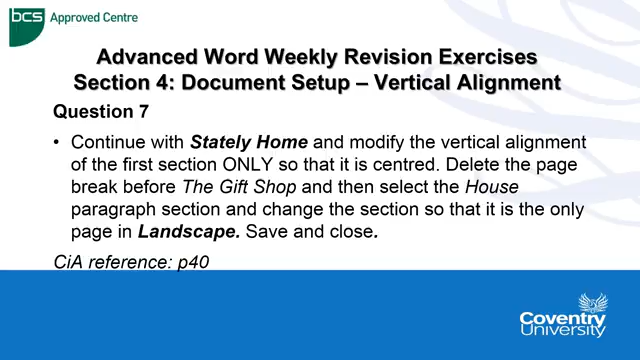 bcs Approved Centre
Advanced Word Weekly Revision Exercises
Section 4: Document Setup – Vertical Alignment
Question 7
• Continue with Stately Home and modify the vertical alignment
of the first section ONLY so that it is centred. Delete the page
break before The Gift Shop and then select the House
paragraph section and change the section so that it is the only
page in Landscape. Save and close.
CiA reference: p40
Coventry
University